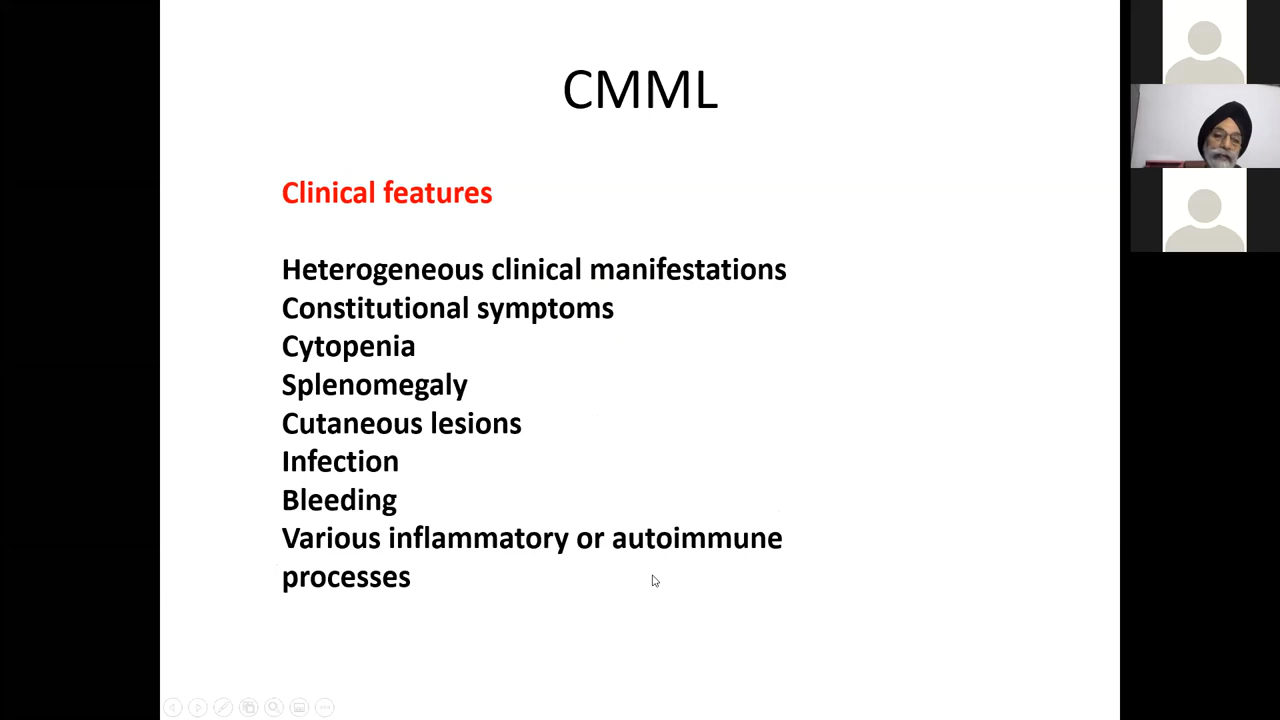 CMML
Clinical features
Heterogeneous clinical manifestations
Constitutional symptoms
Cytopenia
Splenomegaly
Cutaneous lesions
Infection
Bleeding
Various inflammatory or autoimmune
processes